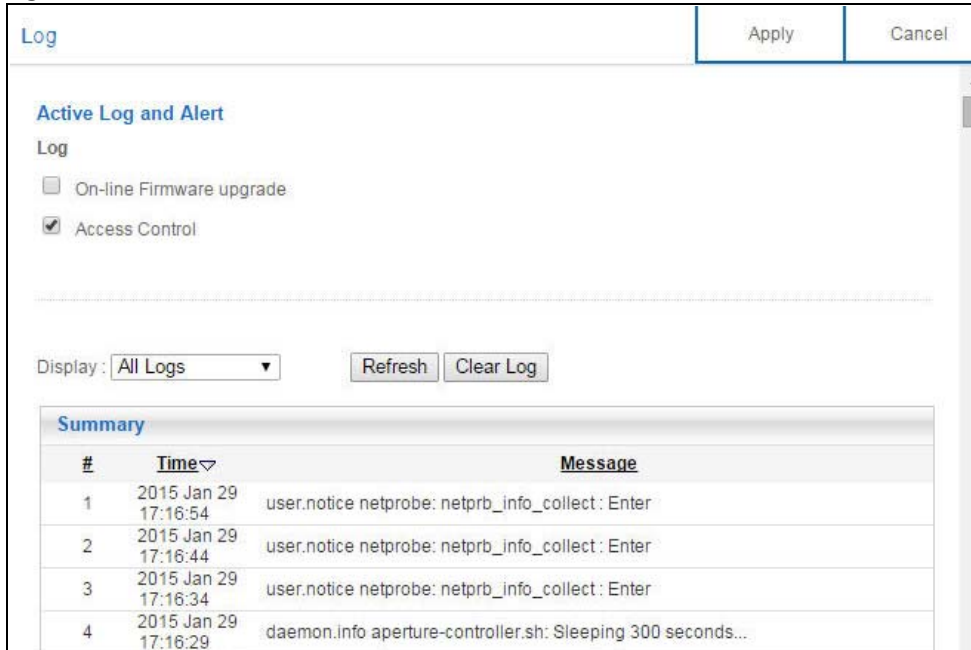 Log Apply Cancel
Active Log and Alert
Log
On-line Firmware upgrade
Access Control
Display : All Logs Refresh Clear Log
Summary
# Time Message
1 2015 Jan 29 17:16:54 user.notice netprobe: netprb_info_collect : Enter
2 2015 Jan 29 17:16:44 user.notice netprobe: netprb_info_collect : Enter
3 2015 Jan 29 17:16:34 user.notice netprobe: netprb_info_collect : Enter
4 2015 Jan 29 17:16:29 daemon.info aperture-controller.sh: Sleeping 300 seconds...